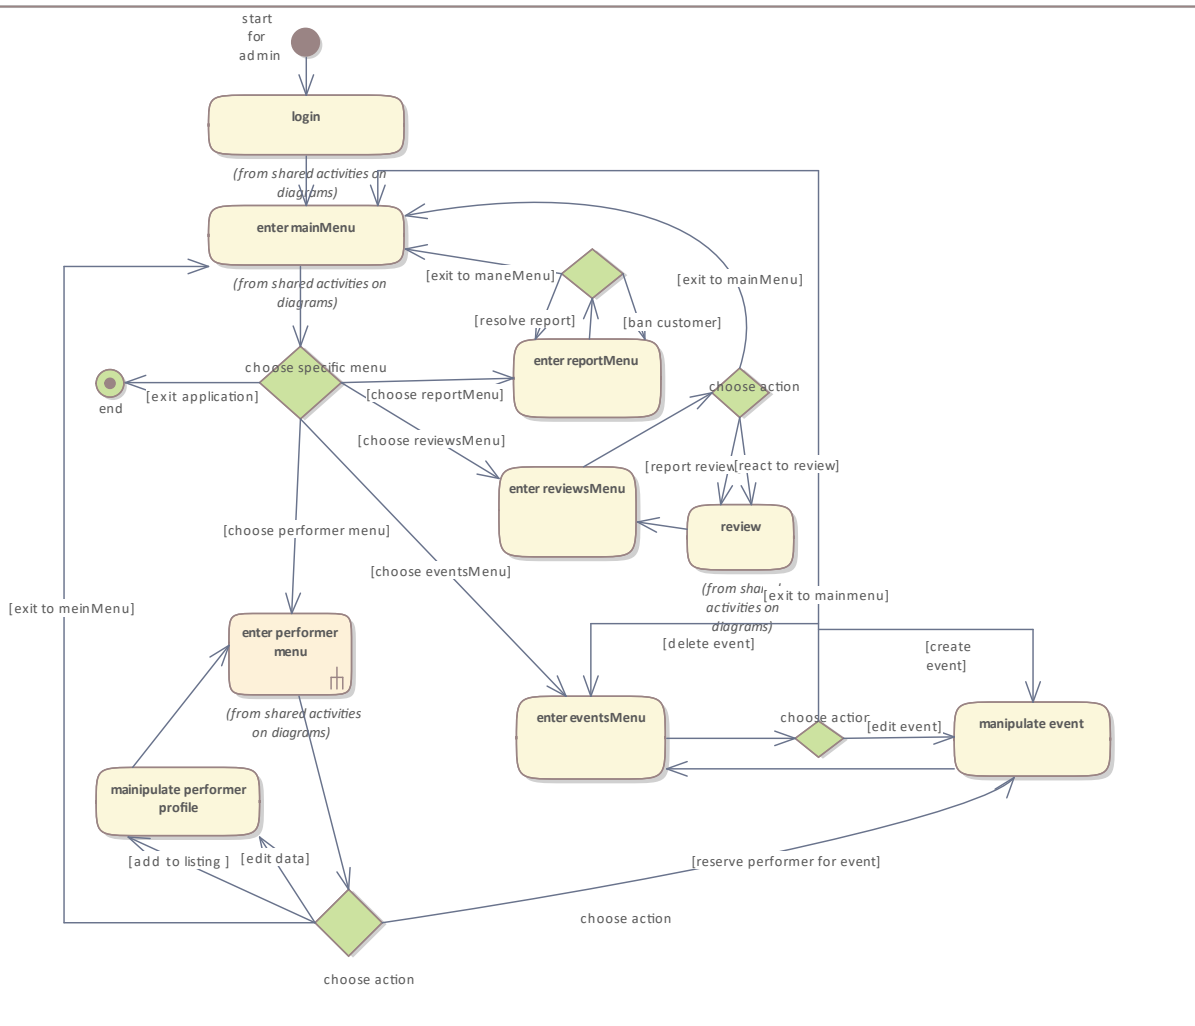 start
for
admin
login
(from shared activities on
diagrams)
enter mainMenu
(from shared activities on
diagrams)
[exit to maneMenu]
[exit to mainMenu]
[resolve report]
[ban customer]
enter reportMenu
choose specific menu
choose action
[exit application]
[choose reportMenu]
end
[choose reviewsMenu]
[report review
[react to review]
enter reviewsMenu
review
[choose performer menu]
[choose eventsMenu]
(from shar
activities on
diagrams)
[exit to mainmenu]
[exit to meinMenu]
enter performer
menu
[delete event]
[create
event]
(from shared activities
on diagrams)
enter eventsMenu
choose action
[edit event]
manipulate event
mainipulate performer
profile
[add to listing ]
[edit data]
[reserve performer for event]
choose action
choose action